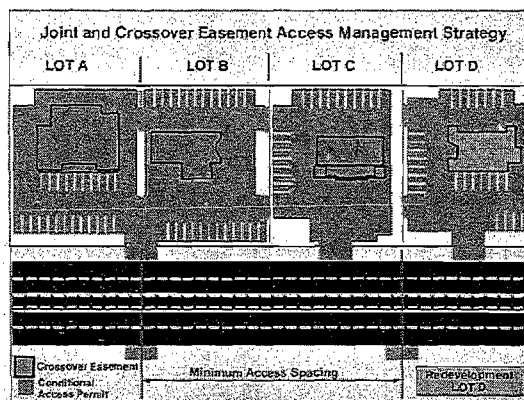 Joint and Crossover Easement Access Management Strategy
LOT A LOT B LOT C LOT D
Crossover Easement
Conditional
Access Permit
Minimum Access Spacing
Redevelopment
LOT D